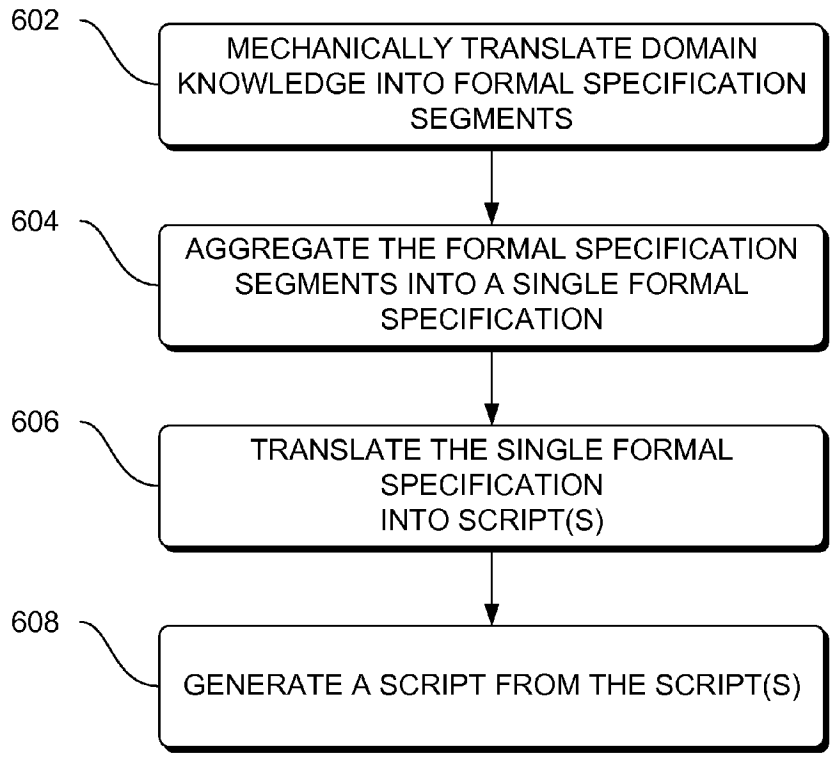 602
MECHANICALLY TRANSLATE DOMAIN
KNOWLEDGE INTO FORMAL SPECIFICATION
SEGMENTS
604
AGGREGATE THE FORMAL SPECIFICATION
SEGMENTS INTO A SINGLE FORMAL
SPECIFICATION
606
TRANSLATE THE SINGLE FORMAL
SPECIFICATION
INTO SCRIPT(S)
608
GENERATE A SCRIPT FROM THE SCRIPT(S)